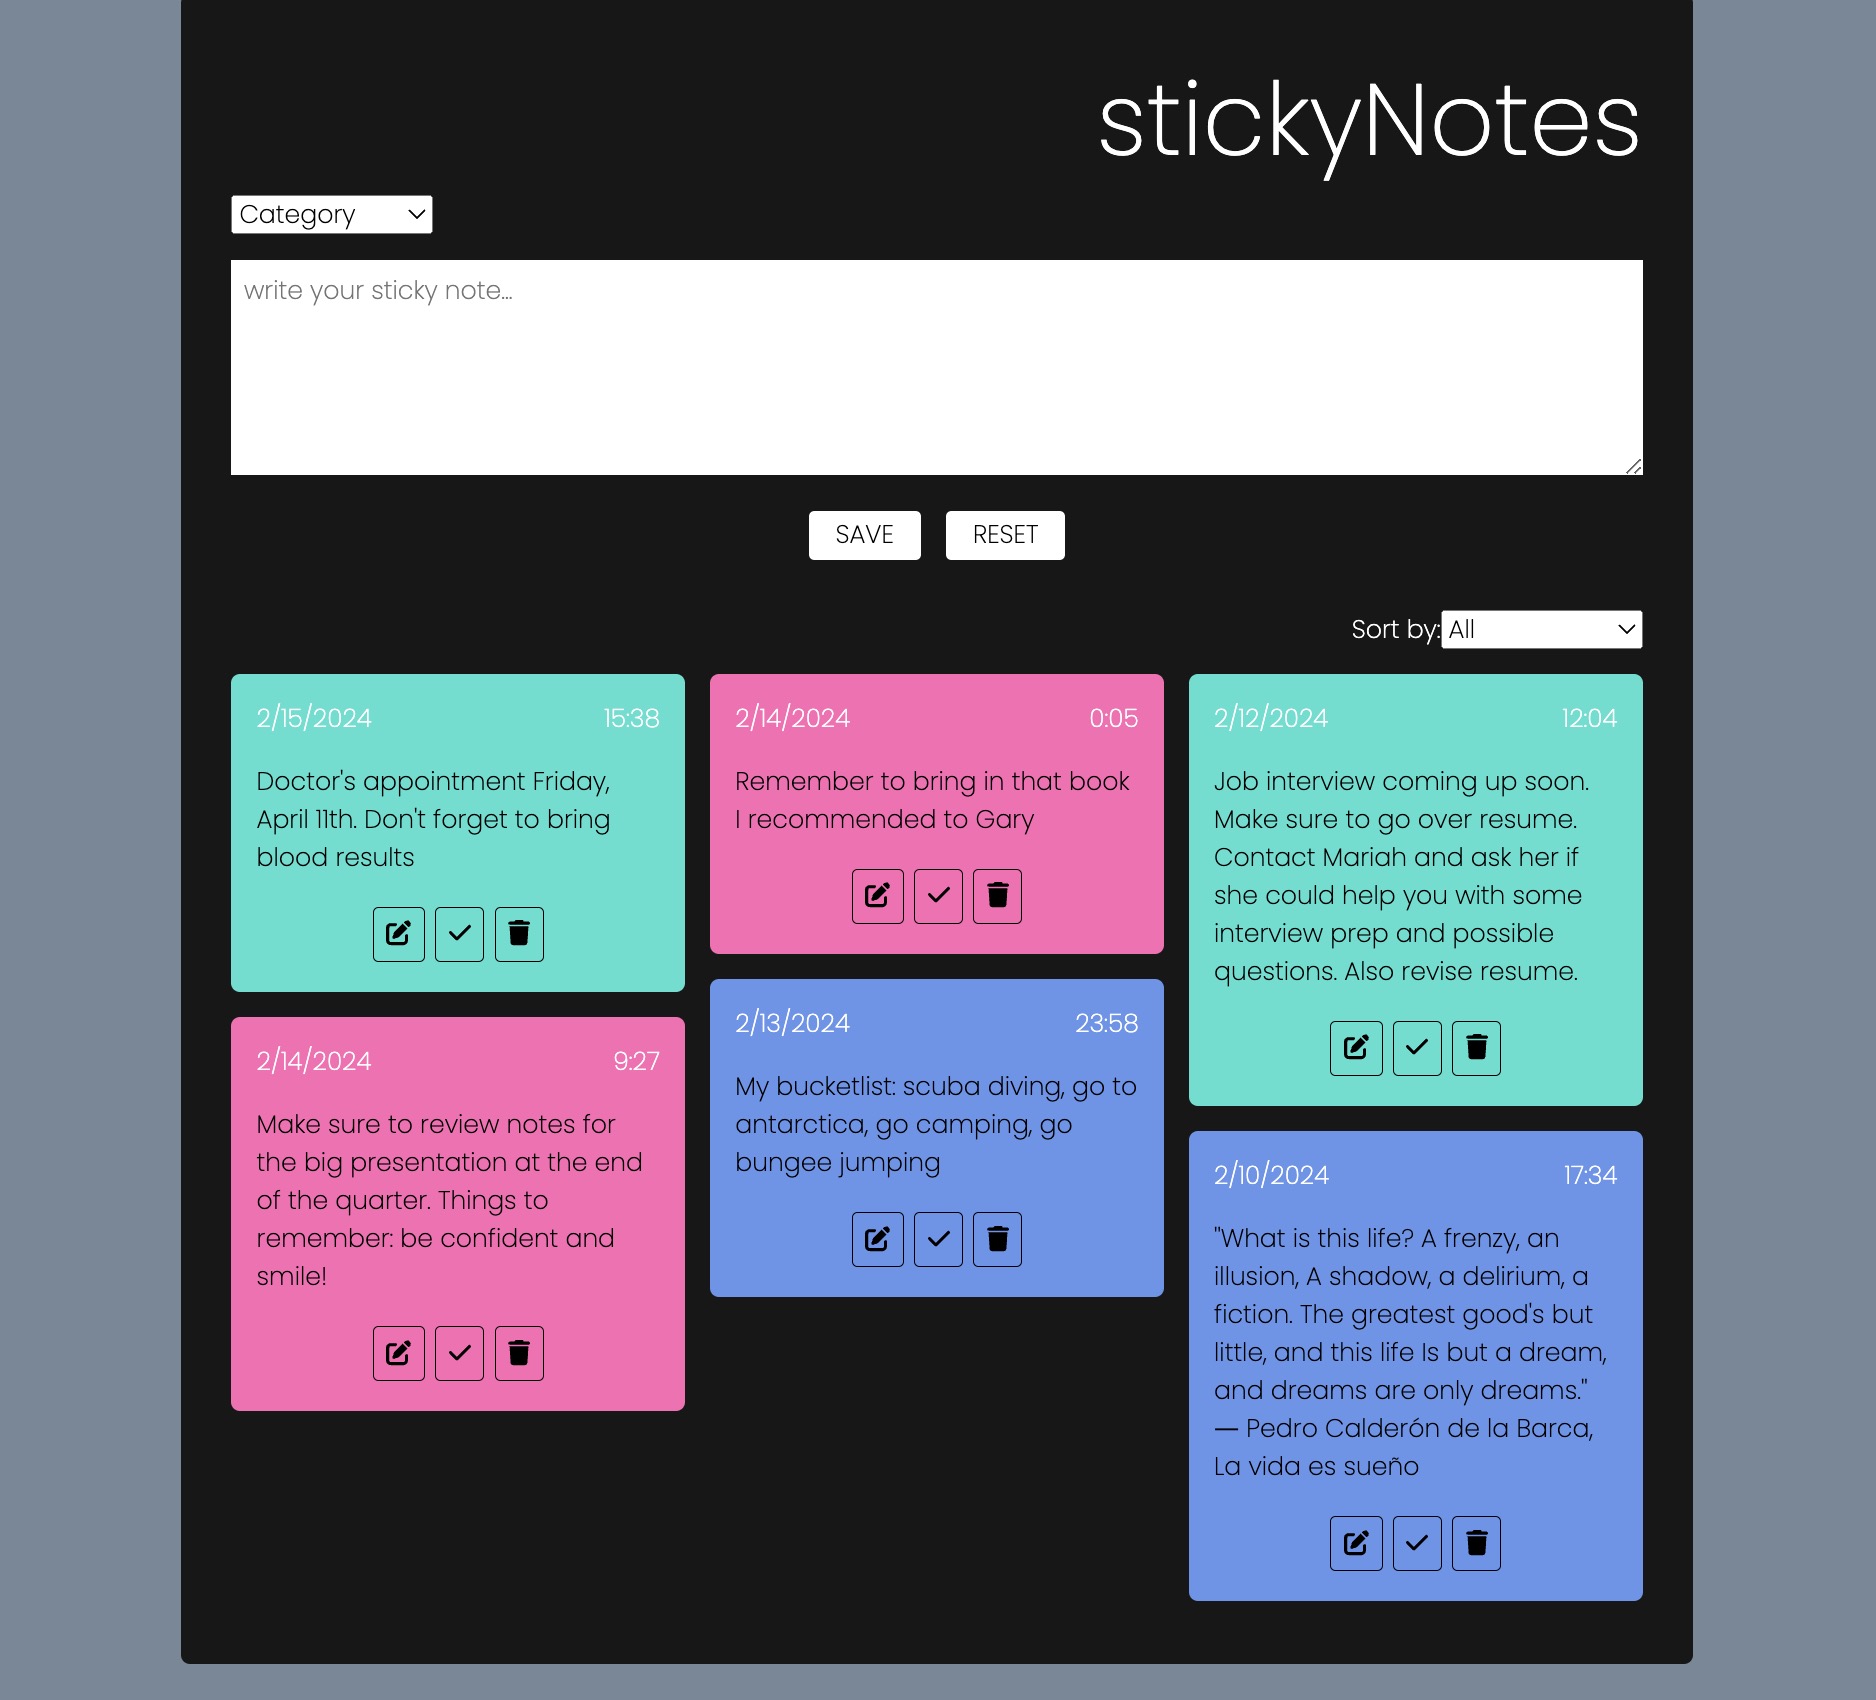 stickyNotes
Category
write your sticky note...
SAVE
RESET
Sort by:
All
2/15/2024 15:38
Doctor's appointment Friday,
April 11th. Don't forget to bring
blood results
2/14/2024 9:27
Make sure to review notes for
the big presentation at the end
of the quarter. Things to
remember: be confident and
smile!
2/14/2024 0:05
Remember to bring in that book
I recommended to Gary
2/13/2024 23:58
My bucketlist: scuba diving, go to
antarctica, go camping, go
bungee jumping
2/12/2024 12:04
Job interview coming up soon.
Make sure to go over resume.
Contact Mariah and ask her if
she could help you with some
interview prep and possible
questions. Also revise resume.
2/10/2024 17:34
"What is this life? A frenzy, an
illusion, A shadow, a delirium, a
fiction. The greatest good's but
little, and this life Is but a dream,
and dreams are only dreams."
— Pedro Calderón de la Barca,
La vida es sueño